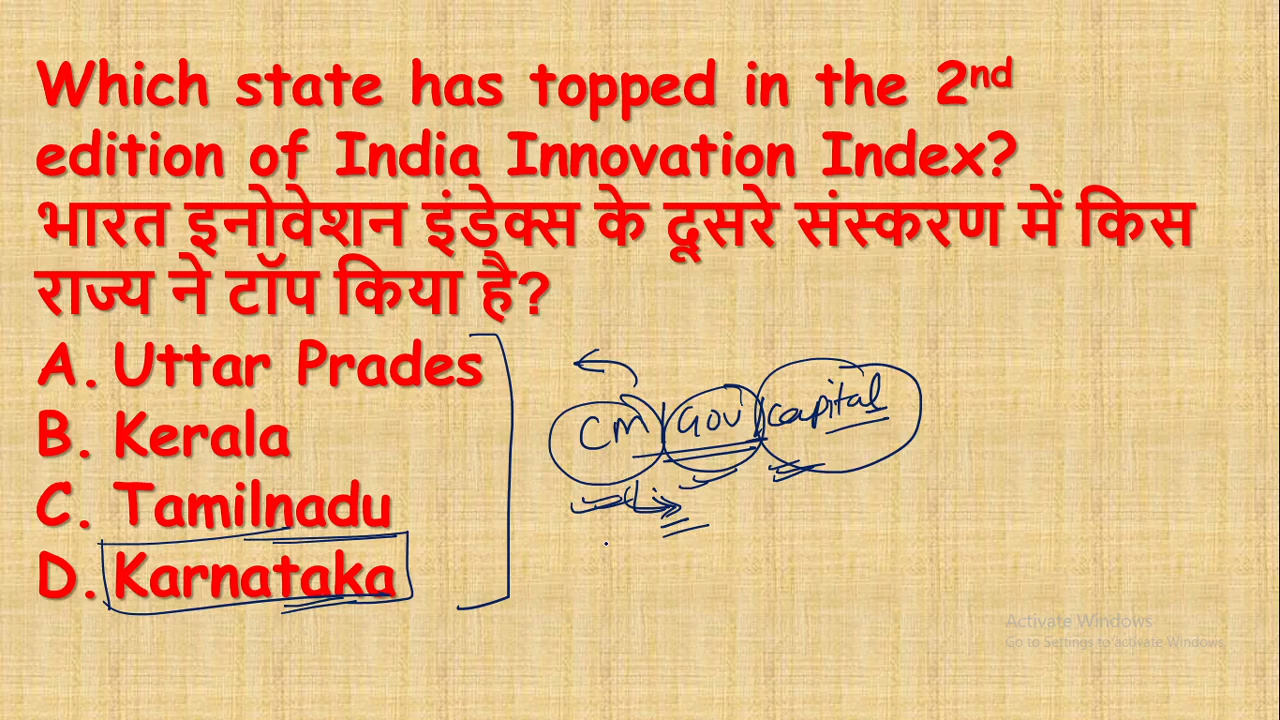 Which state has topped in the 2nd
edition of India Innovation Index?
भारत इनोवेशन इंडेक्स के दूसरे संस्करण में किस
राज्य ने टॉप किया है?
A. Uttar Prades
B. Kerala
C. Tamilnadu
D. Karnataka
CM Gov capital
Activate Windows
Go to Settings to activate Windows.